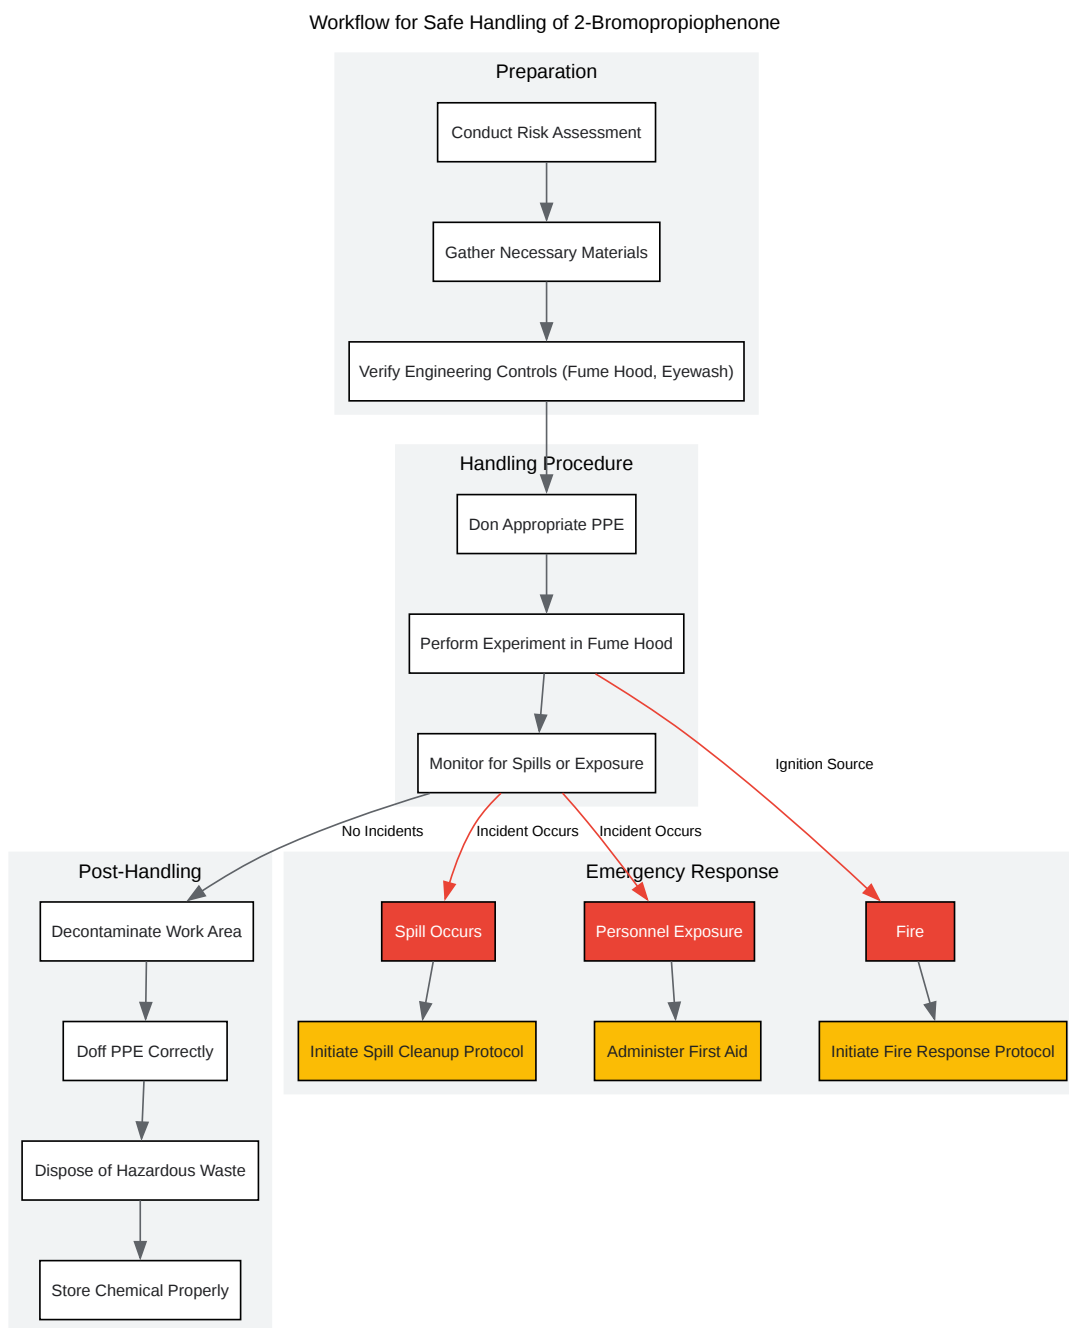 Workflow for Safe Handling of 2-Bromopropiophenone
Preparation
Conduct Risk Assessment
Gather Necessary Materials
Verify Engineering Controls (Fume Hood, Eyewash)
Handling Procedure
Don Appropriate PPE
Perform Experiment in Fume Hood
Monitor for Spills or Exposure
Ignition Source
No Incidents
Incident Occurs
Incident Occurs
Post-Handling
Decontaminate Work Area
Doff PPE Correctly
Dispose of Hazardous Waste
Store Chemical Properly
Emergency Response
Spill Occurs
Personnel Exposure
Fire
Initiate Spill Cleanup Protocol
Administer First Aid
Initiate Fire Response Protocol